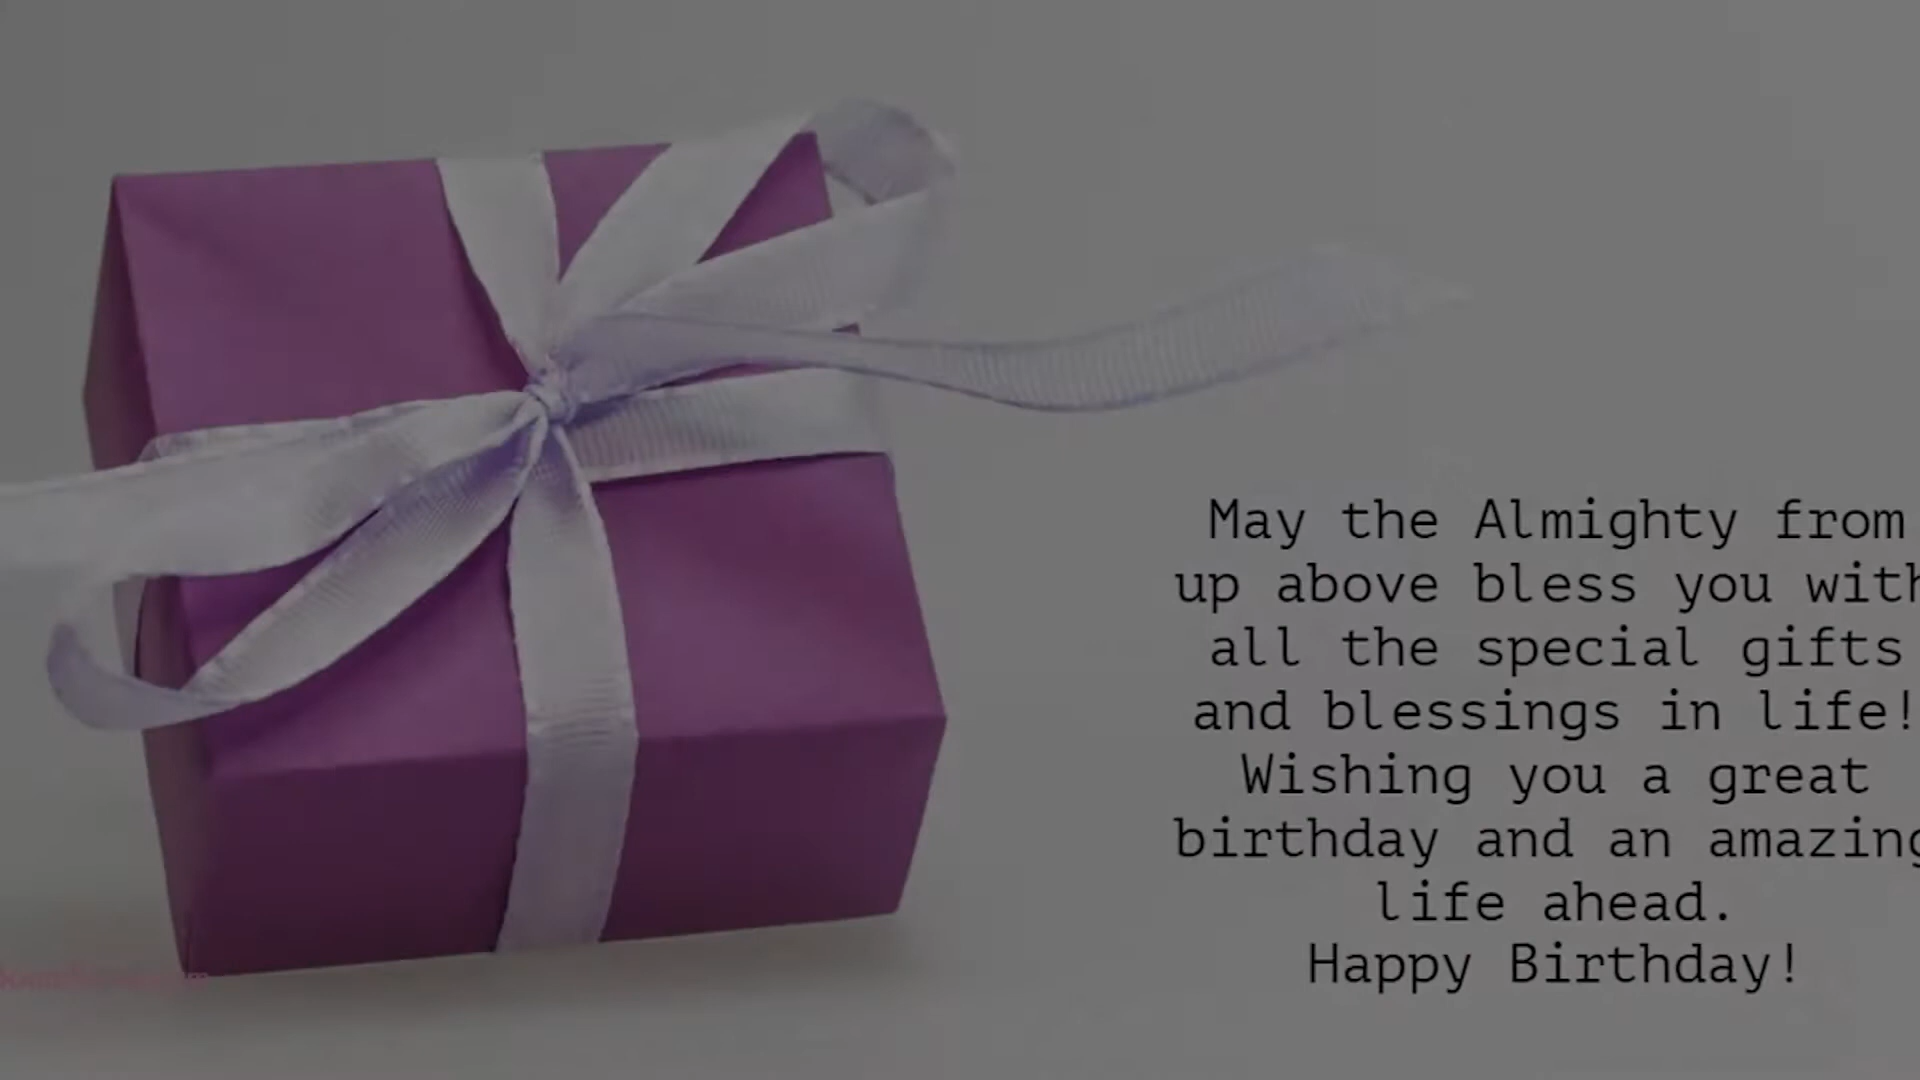 May the Almighty from
up above bless you with
all the special gifts
and blessings in life!
Wishing you a great
birthday and an amazing
life ahead.
Happy Birthday!